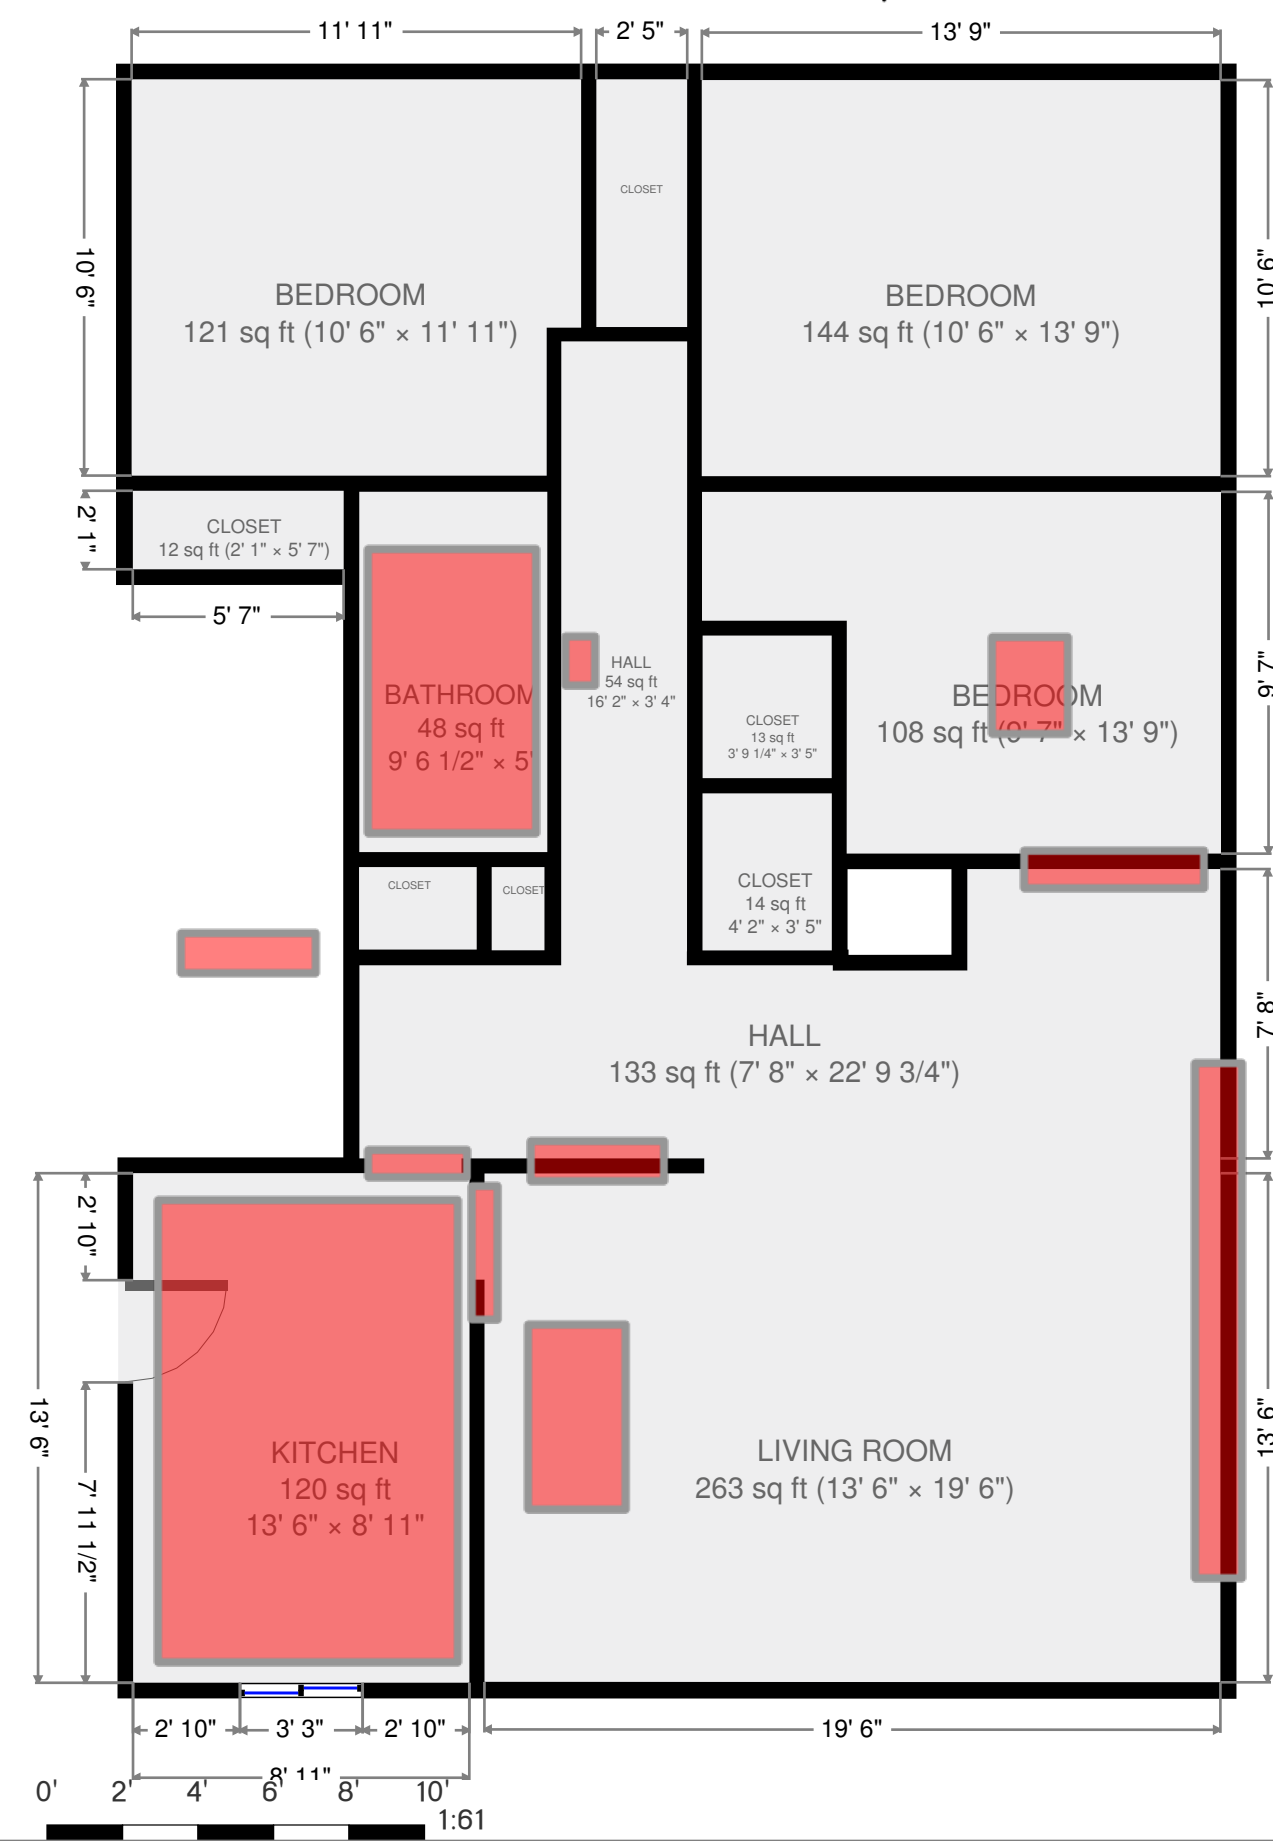 11' 11"
2' 5"
13' 9"
10' 6"
10' 6"
CLOSET
BEDROOM
121 sq ft (10' 6" × 11' 11")
BEDROOM
144 sq ft (10' 6" × 13' 9")
2' 1"
CLOSET
12 sq ft (2' 1" × 5' 7")
5' 7"
9' 7"
BATHROOM
48 sq ft
9' 6 1/2" × 5'
HALL
54 sq ft
16' 2" × 3' 4"
CLOSET
13 sq ft
3' 9 1/4" × 3' 5"
BEDROOM
108 sq ft (9' 7" × 13' 9")
CLOSET
CLOSET
CLOSET
14 sq ft
4' 2" × 3' 5"
7' 8"
HALL
133 sq ft (7' 8" × 22' 9 3/4")
2' 10"
13' 6"
7' 11 1/2"
13' 6"
KITCHEN
120 sq ft
13' 6" × 8' 11"
LIVING ROOM
263 sq ft (13' 6" × 19' 6")
2' 10"
3' 3"
2' 10"
19' 6"
8' 11"
0' 2' 4' 6' 8' 10'
1:61